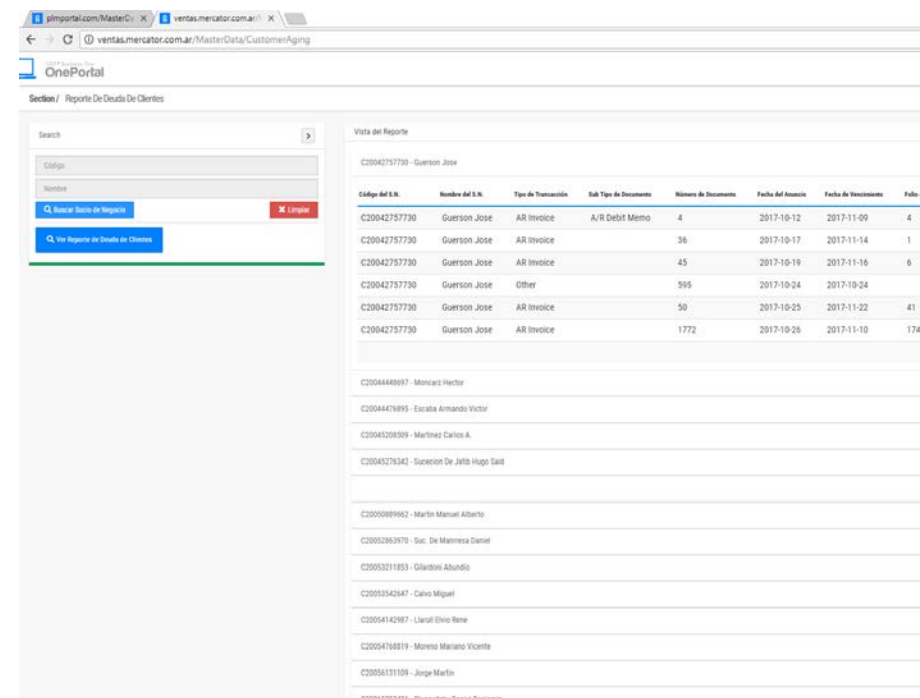 pimportal.com/MasterD
ventas.mercator.com.ar/
ventas.mercator.com.ar/MasterData/CustomerAging
OnePortal
Section / Reporte De Deuda De Clientes
Search
Código
Nombre
Buscar Socio de Negocio
Limpiar
Ver Reporte de Deuda de Clientes
Vista del Reporte
C20042757730 - Guerson Jose
Código del S.N. Nombre del S.N. Tipo de Transacción Sub Tipo de Documento Número de Documento Fecha del Anuncio Fecha de Vencimiento Folio
C20042757730 Guerson Jose AR Invoice A/R Debit Memo 4 2017-10-12 2017-11-09 4
C20042757730 Guerson Jose AR Invoice 36 2017-10-17 2017-11-14 1
C20042757730 Guerson Jose AR Invoice 45 2017-10-19 2017-11-16 6
C20042757730 Guerson Jose Other 595 2017-10-24 2017-10-24
C20042757730 Guerson Jose AR Invoice 50 2017-10-25 2017-11-22 41
C20042757730 Guerson Jose AR Invoice 1772 2017-10-26 2017-11-10 174
C20044448697 - Moncarz Hector
C20044476895 - Escaba Armando Victor
C20045208509 - Martinez Carlos A.
C20045276342 - Sucecion De Jatib Hugo Said
C20050889662 - Martin Manuel Alberto
C20052863970 - Suc. De Manrresa Daniel
C20053211853 - Gilardoni Abundio
C20053542647 - Calvo Miguel
C20054142987 - Llarull Elvio Rene
C20054768819 - Moreno Mariano Vicente
C20056131109 - Jorge Martin